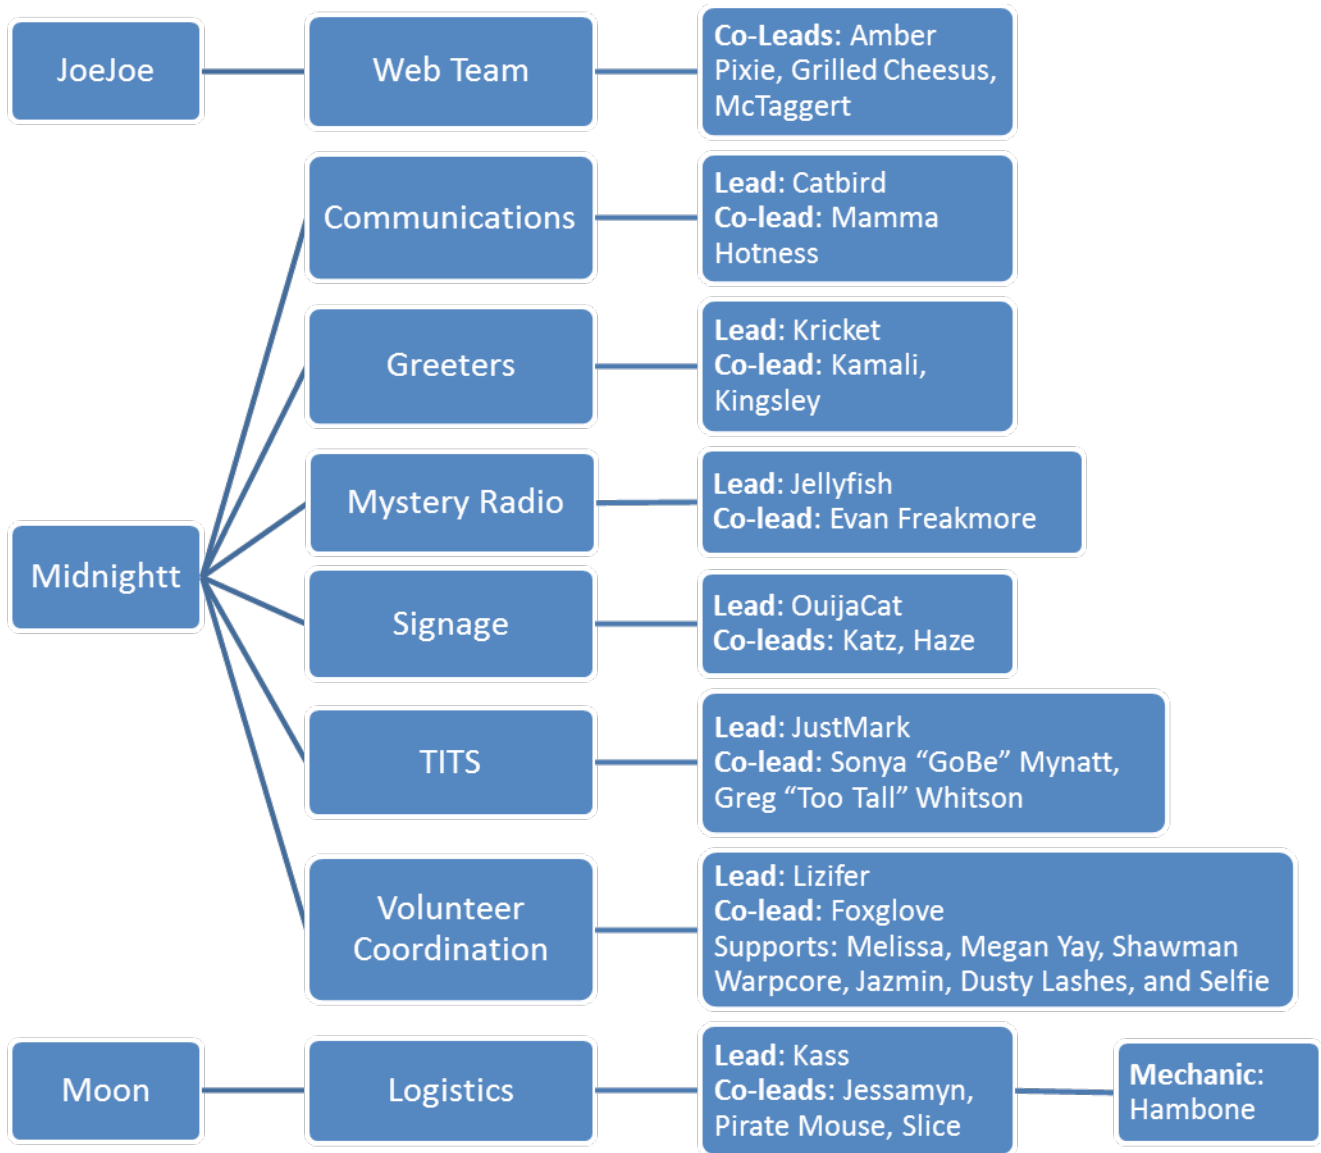 JoeJoe
Web Team
Co-Leads: Amber
Pixie, Grilled Cheesus,
McTaggert
Communications
Lead: Catbird
Co-lead: Mamma
Hotness
Greeters
Lead: Kricket
Co-lead: Kamali,
Kingsley
Midnightt
Mystery Radio
Lead: Jellyfish
Co-lead: Evan Freakmore
Signage
Lead: OuijaCat
Co-leads: Katz, Haze
TITS
Lead: JustMark
Co-lead: Sonya “GoBe” Mynatt,
Greg “Too Tall” Whitson
Volunteer
Coordination
Lead: Lizifer
Co-lead: Foxglove
Supports: Melissa, Megan Yay, Shawman
Warpcore, Jazmin, Dusty Lashes, and Selfie
Moon
Logistics
Lead: Kass
Co-leads: Jessamyn,
Pirate Mouse, Slice
Mechanic:
Hambone